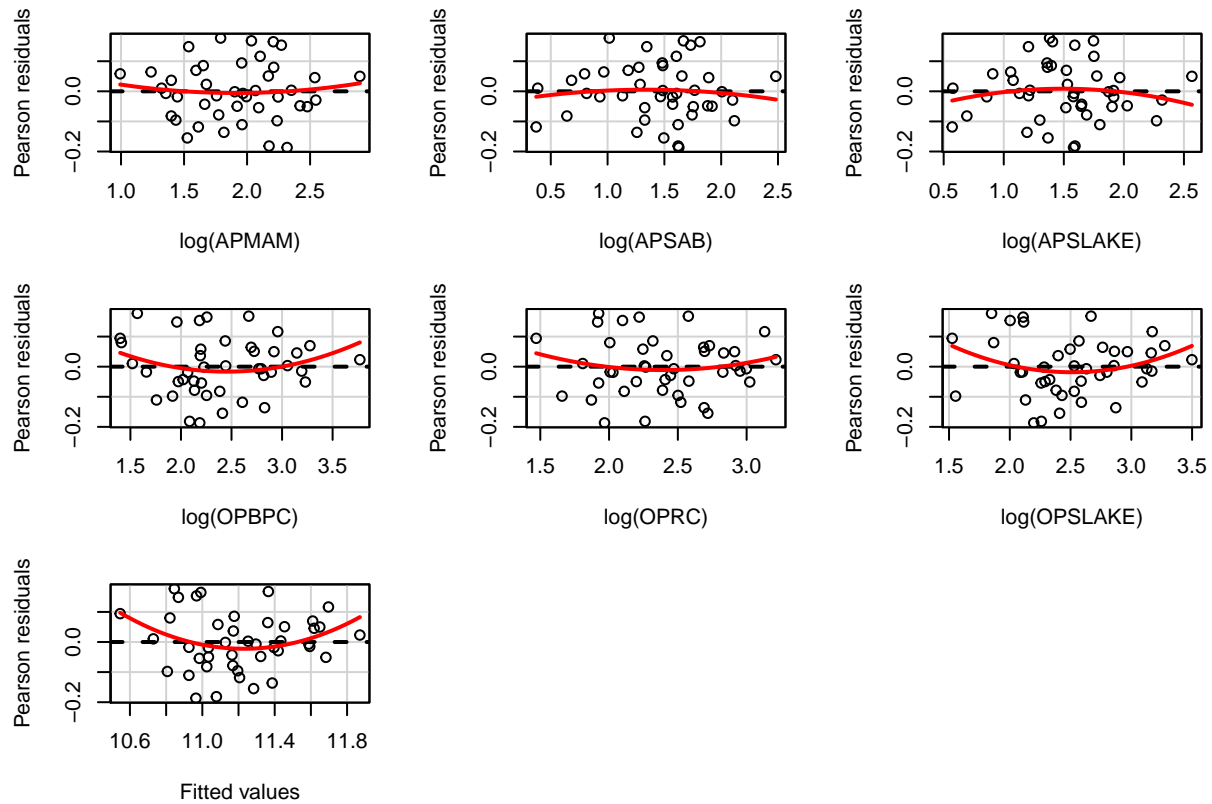 Pearson residuals
−0.2 0.0
1.0 1.5 2.0 2.5
log(APMAM)
Pearson residuals
−0.2 0.0
0.5 1.0 1.5 2.0 2.5
log(APSAB)
Pearson residuals
−0.2 0.0
0.5 1.0 1.5 2.0 2.5
log(APSLAKE)
Pearson residuals
−0.2 0.0
1.5 2.0 2.5 3.0 3.5
log(OPBPC)
Pearson residuals
−0.2 0.0
1.5 2.0 2.5 3.0
log(OPRC)
Pearson residuals
−0.2 0.0
1.5 2.0 2.5 3.0 3.5
log(OPSLAKE)
Pearson residuals
−0.2 0.0
10.6 11.0 11.4 11.8
Fitted values